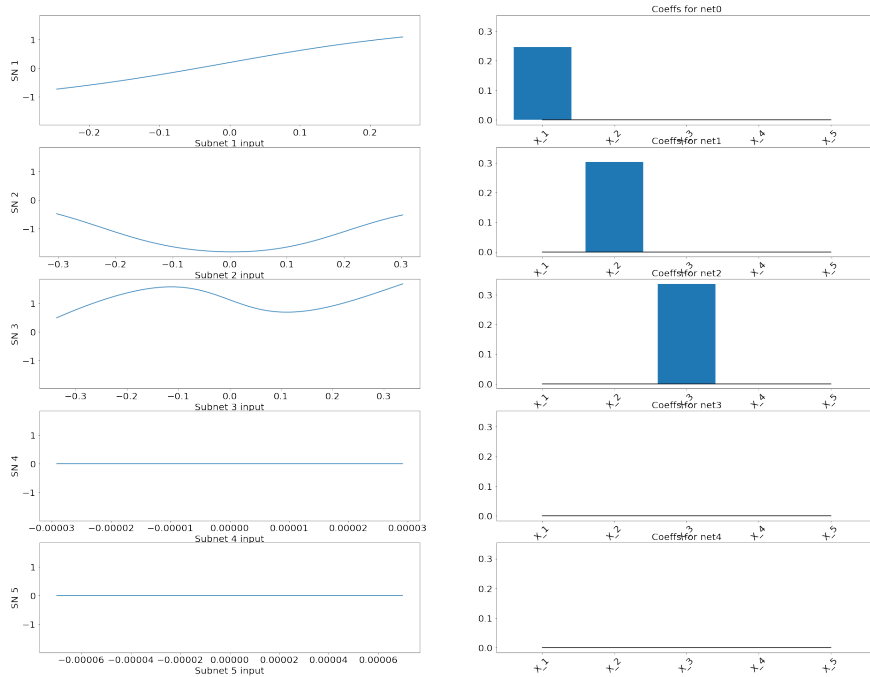 Coeffs for net0
SN 1
1
0
−1
−0.2 −0.1 0.0 0.1 0.2
Subnet 1 input
0.3
0.2
0.1
0.0
X_1 X_2 X_3 X_4 X_5
Coeffs for net1
SN 2
1
0
−1
−0.3 −0.2 −0.1 0.0 0.1 0.2 0.3
Subnet 2 input
0.3
0.2
0.1
0.0
X_1 X_2 X_3 X_4 X_5
Coeffs for net2
SN 3
1
0
−1
−0.3 −0.2 −0.1 0.0 0.1 0.2 0.3
Subnet 3 input
0.3
0.2
0.1
0.0
X_1 X_2 X_3 X_4 X_5
Coeffs for net3
SN 4
1
0
−1
−0.00003 −0.00002 −0.00001 0.00000 0.00001 0.00002 0.00003
Subnet 4 input
0.3
0.2
0.1
0.0
X_1 X_2 X_3 X_4 X_5
Coeffs for net4
SN 5
1
0
−1
−0.00006 −0.00004 −0.00002 0.00000 0.00002 0.00004 0.00006
Subnet 5 input
0.3
0.2
0.1
0.0
X_1 X_2 X_3 X_4 X_5